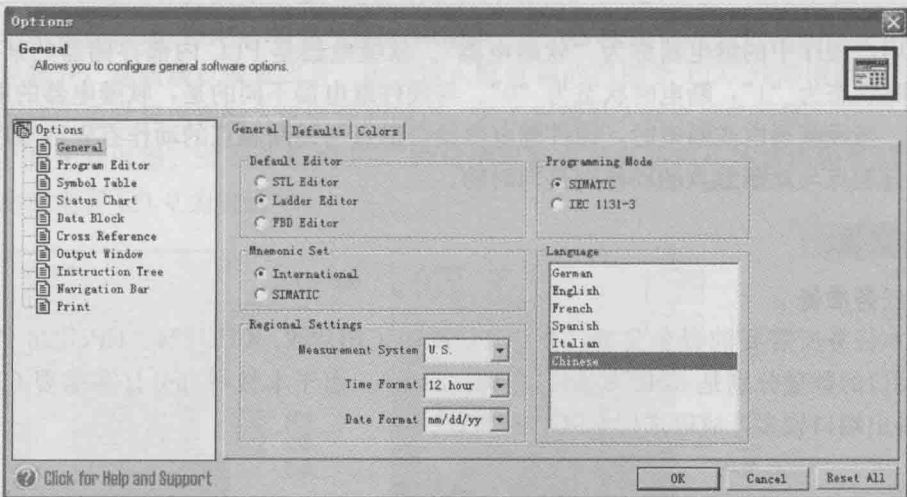 Options
General
Allows you to configure general software options.
Options
General
Program Editor
Symbol Table
Status Chart
Data Block
Cross Reference
Output Window
Instruction Tree
Navigation Bar
Print
General Defaults Colors
Default Editor
STL Editor
Ladder Editor
FBD Editor
Mnemonic Set
International
SIMATIC
Regional Settings
Measurement System U.S.
Time Format 12 hour
Date Format mm/dd/yy
Programming Mode
SIMATIC
IEC 1131-3
Language
German
English
French
Spanish
Italian
Chinese
Click for Help and Support
OK Cancel Reset All